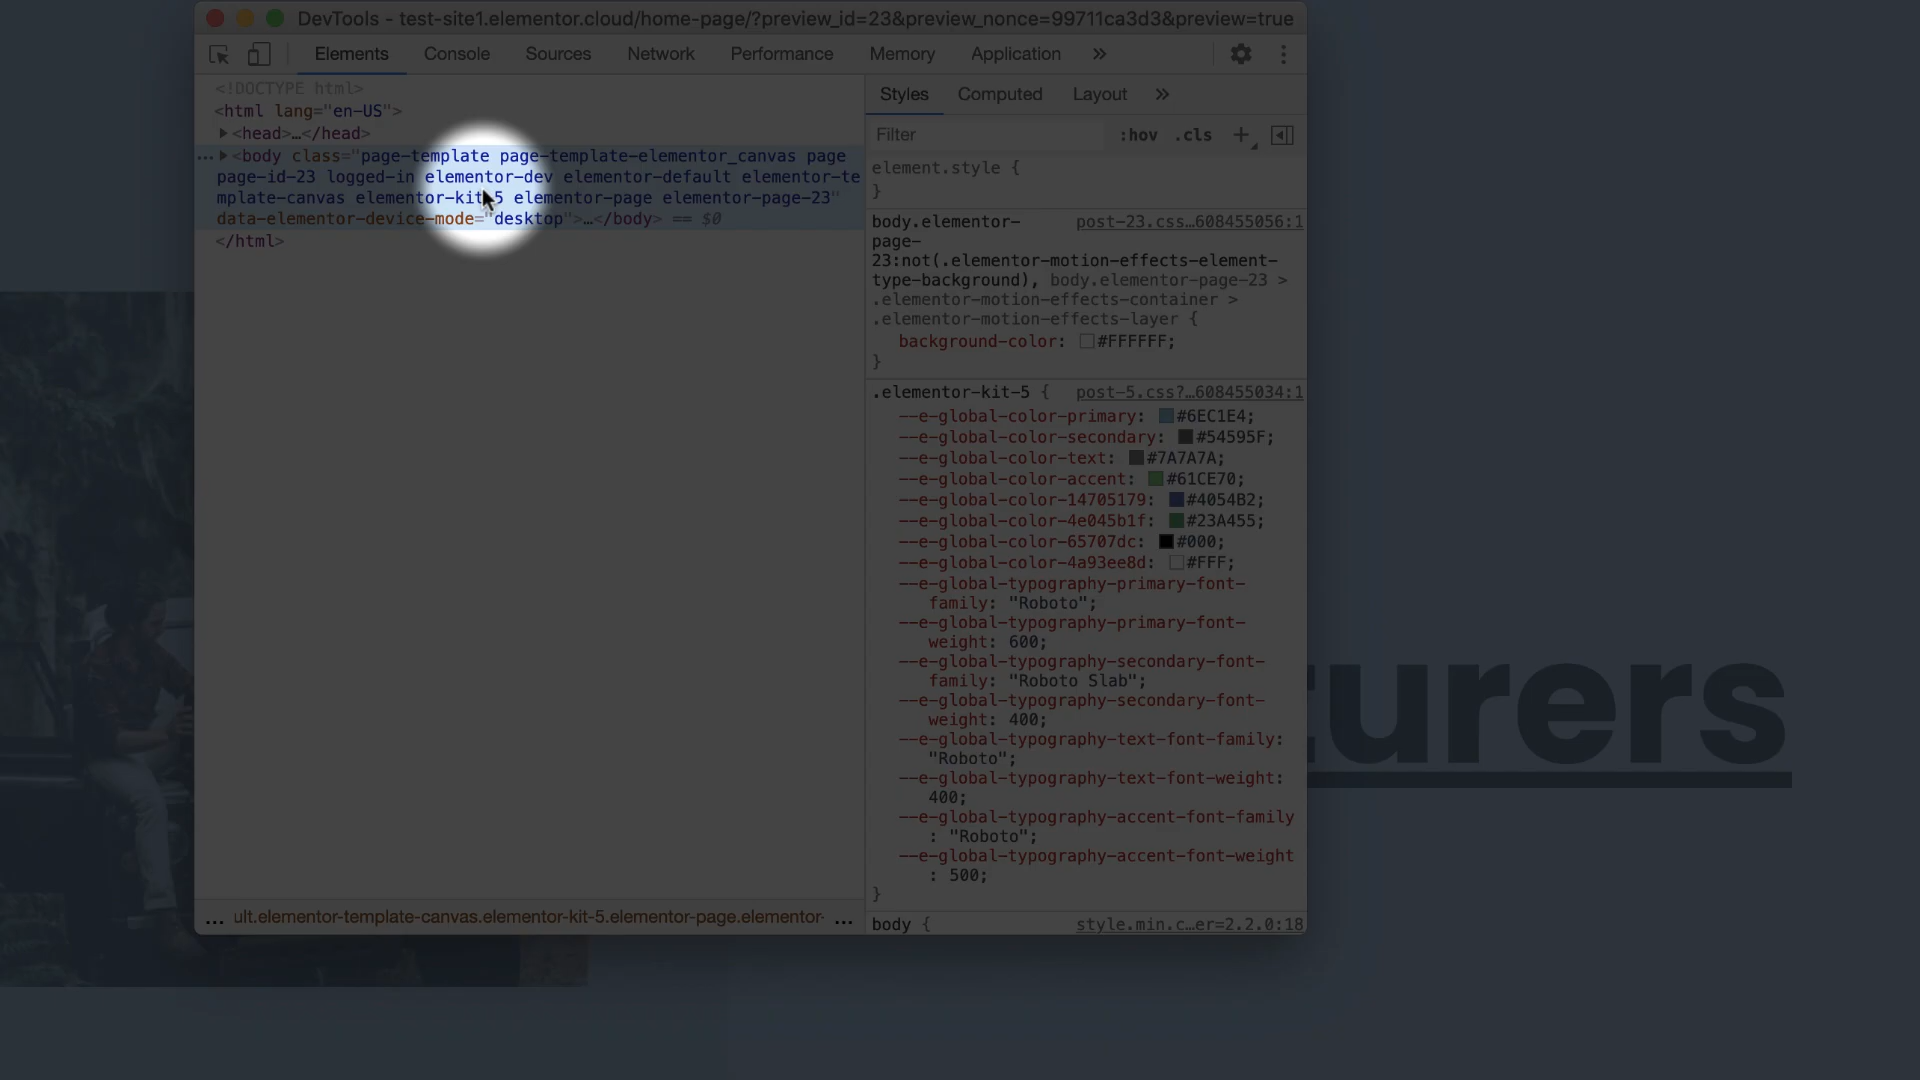 DevTools - test-site1.elementor.cloud/home-page/?preview_id=23&preview_nonce=99711ca3d3&preview=true
Elements Console Sources Network Performance Memory Application »
<!DOCTYPE html>
<html lang="en-US">
▶<head>…</head>
… ▶<body class="page-template page-template-elementor_canvas page
page-id-23 logged-in elementor-dev elementor-default elementor-te
mplate-canvas elementor-kit-5 elementor-page elementor-page-23"
data-elementor-device-mode="desktop">…</body> == $0
</html>
… ult.elementor-template-canvas.elementor-kit-5.elementor-page.elementor- …
Styles Computed Layout »
Filter :hov .cls +
element.style {
}
body.elementor- post-23.css…608455056:1
page-
23:not(.elementor-motion-effects-element-
type-background), body.elementor-page-23 >
.elementor-motion-effects-container >
.elementor-motion-effects-layer {
background-color: #FFFFFF;
}
.elementor-kit-5 { post-5.css?…608455034:1
--e-global-color-primary: #6EC1E4;
--e-global-color-secondary: #54595F;
--e-global-color-text: #7A7A7A;
--e-global-color-accent: #61CE70;
--e-global-color-14705179: #4054B2;
--e-global-color-4e045b1f: #23A455;
--e-global-color-65707dc: #000;
--e-global-color-4a93ee8d: #FFF;
--e-global-typography-primary-font-
family: "Roboto";
--e-global-typography-primary-font-
weight: 600;
--e-global-typography-secondary-font-
family: "Roboto Slab";
--e-global-typography-secondary-font-
weight: 400;
--e-global-typography-text-font-family:
"Roboto";
--e-global-typography-text-font-weight:
400;
--e-global-typography-accent-font-family
: "Roboto";
--e-global-typography-accent-font-weight
: 500;
}
body { style.min.c…er=2.2.0:18
turers